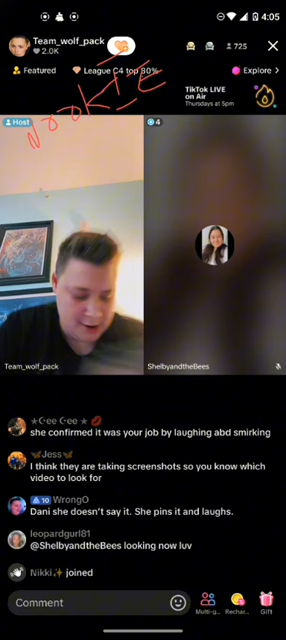 4:05
Team_wolf_pack
2.0K
725
Featured
League C4 top 80%
Explore >
TikTok LIVE
on Air
Thursdays at 5pm
NooKIE
Host
4
Team_wolf_pack
ShelbyandtheBees
★C-ee C-ee ★ 💋
she confirmed it was your job by laughing abd smirking
🦋Jess🦋
I think they are taking screenshots so you know which
video to look for
10 WrongO
Dani she doesn't say it. She pins it and laughs.
leopardgurl81
@ShelbyandtheBees looking now luv
Nikki✨ joined
Comment
Multi-g...
Rechar...
Gift